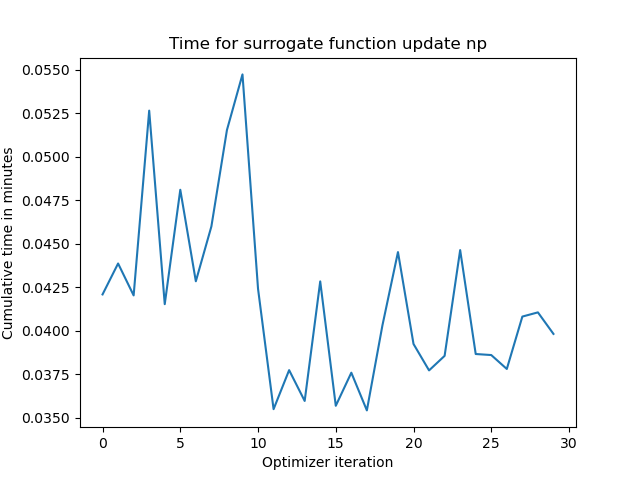 Time for surrogate function update np
Cumulative time in minutes
0.0550
0.0525
0.0500
0.0475
0.0450
0.0425
0.0400
0.0375
0.0350
0 5 10 15 20 25 30
Optimizer iteration